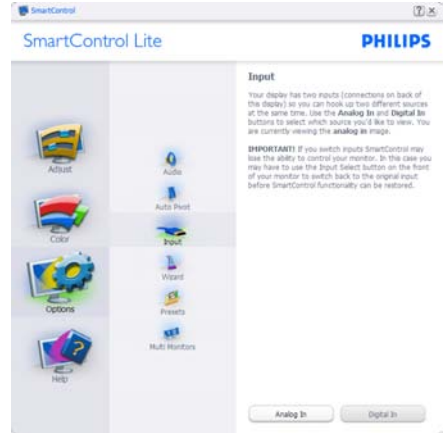 SmartControl
SmartControl Lite
PHILIPS
Adjust
Color
Options
Help
Audio
Auto Pivot
Input
Wizard
Presets
Multi Monitors
Input
Your display has two inputs (connections on back of
the display) so you can hook up two different sources
at the same time. Use the Analog In and Digital In
buttons to select which source you'd like to view. You
are currently viewing the analog in image.
IMPORTANT! If you switch inputs SmartControl may
lose the ability to control your monitor. In this case you
may have to use the Input Select button on the front
of your monitor to switch back to the original input
before SmartControl functionality can be restored.
Analog In
Digital In